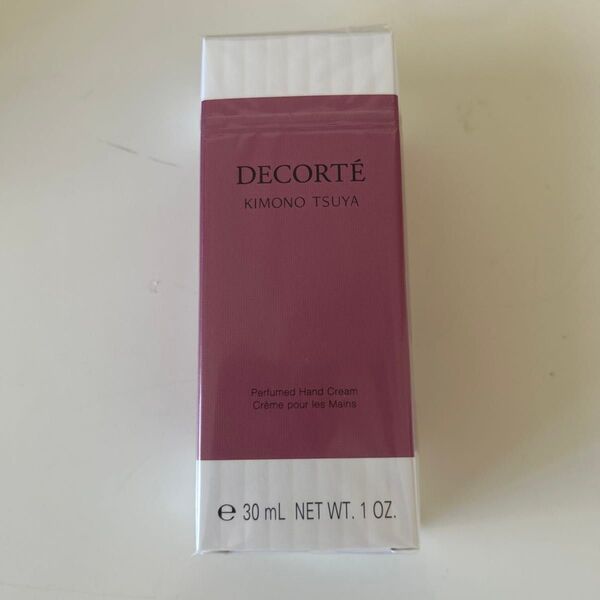 DECORTÉ
KIMONO TSUYA
Perfumed Hand Cream
Crème pour les Mains
℮ 30 mL NET WT. 1 OZ.